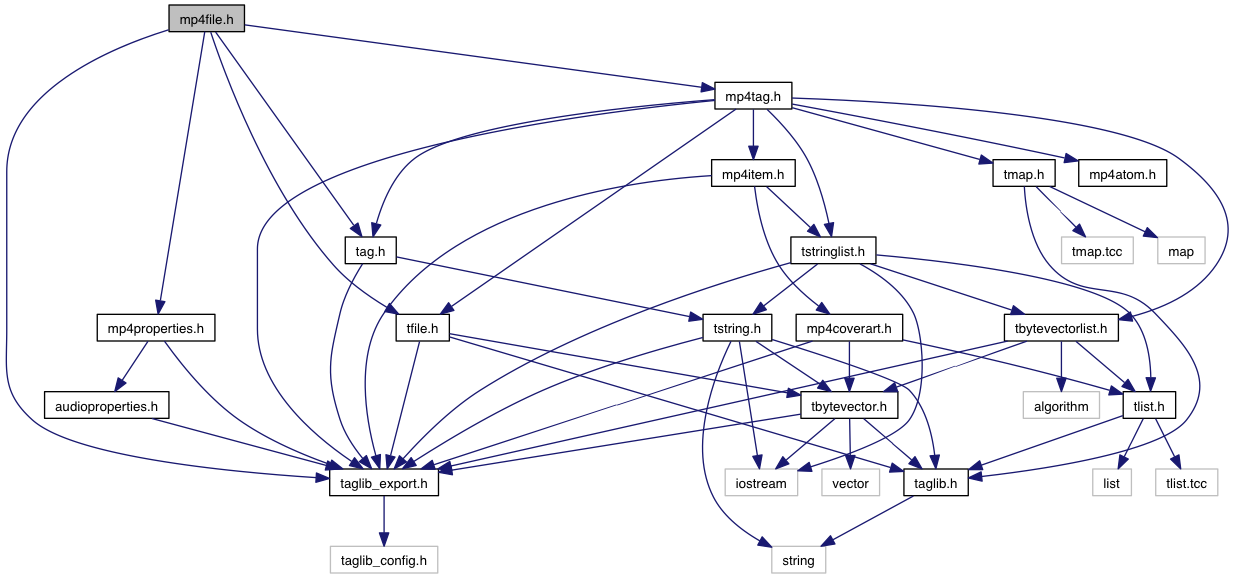 mp4file.h
mp4tag.h
mp4item.h
tmap.h
mp4atom.h
tag.h
tstringlist.h
tmap.tcc
map
mp4properties.h
tfile.h
tstring.h
mp4coverart.h
tbytevectorlist.h
audioproperties.h
tbytevector.h
algorithm
tlist.h
taglib_export.h
iostream
vector
taglib.h
list
tlist.tcc
taglib_config.h
string